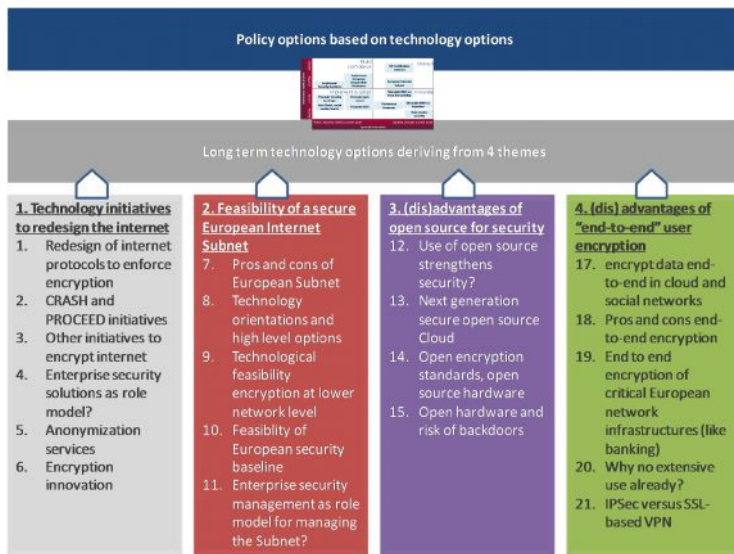 Policy options based on technology options
Long term technology options deriving from 4 themes
1. Technology initiatives
to redesign the internet
1. Redesign of internet
protocols to enforce
encryption
2. CRASH and
PROCEED initiatives
3. Other initiatives to
encrypt internet
4. Enterprise security
solutions as role
model?
5. Anonymization
services
6. Encryption
innovation
2. Feasibility of a secure
European Internet
Subnet
7. Pros and cons of
European Subnet
8. Technology
orientations and
high level options
9. Technological
feasibility
encryption at lower
network level
10. Feasiblity of
European security
baseline
11. Enterprise security
management as role
model for managing
the Subnet?
3. (dis)advantages of
open source for security
12. Use of open source
strengthens
security?
13. Next generation
secure open source
Cloud
14. Open encryption
standards, open
source hardware
15. Open hardware and
risk of backdoors
4. (dis) advantages of
"end-to-end" user
encryption
17. encrypt data end-
to-end in cloud and
social networks
18. Pros and cons end-
to-end encryption
19. End to end
encryption of
critical European
network
infrastructures (like
banking)
20. Why no extensive
use already?
21. IPSec versus SSL-
based VPN